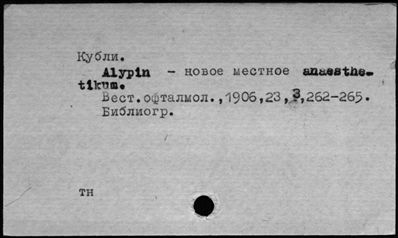 Кубли.
Alypin - новое местное anaesthe-
tikum.
Вест.офталмол.,1906,23,3,262-265.
Библиогр.
тн